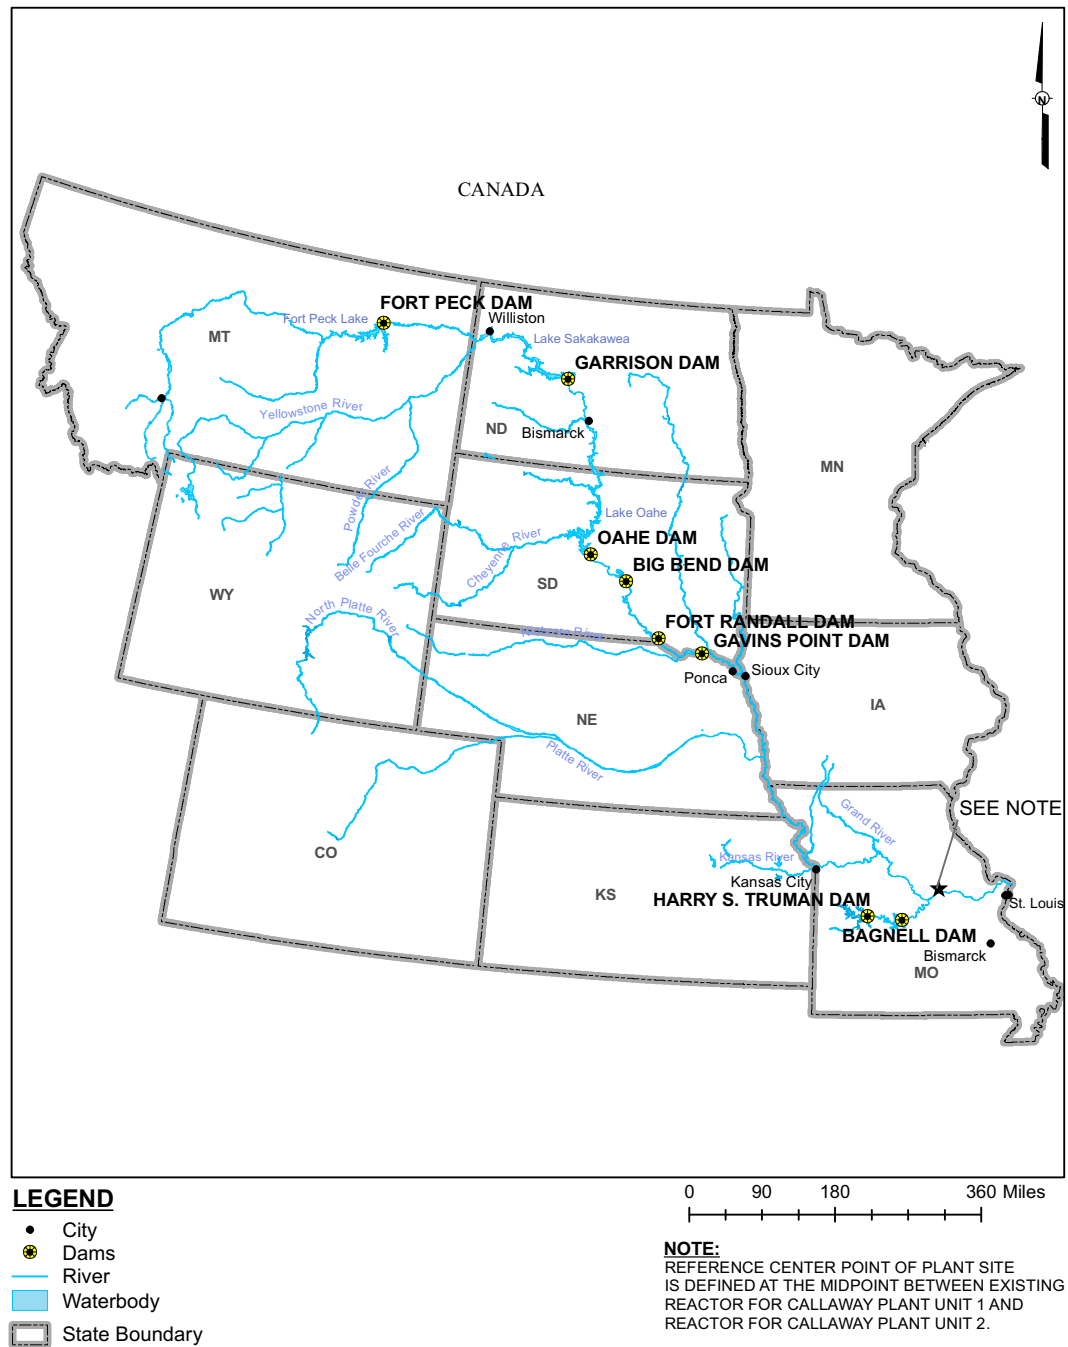 N
CANADA
FORT PECK DAM
Fort Peck Lake
Williston
MT
Lake Sakakawea
GARRISON DAM
Yellowstone River
ND
Bismarck
MN
Powder River
Lake Oahe
Belle Fourche River
Cheyenne River
OAHE DAM
BIG BEND DAM
SD
WY
North Platte River
FORT RANDALL DAM
GAVINS POINT DAM
River
Ponca
Sioux City
IA
NE
Platte River
SEE NOTE
Grand River
CO
Kansas River
Kansas City
KS
HARRY S. TRUMAN DAM
St. Louis
BAGNELL DAM
Bismarck
MO
LEGEND
City
Dams
River
Waterbody
State Boundary
0 90 180 360 Miles
NOTE:
REFERENCE CENTER POINT OF PLANT SITE
IS DEFINED AT THE MIDPOINT BETWEEN EXISTING
REACTOR FOR CALLAWAY PLANT UNIT 1 AND
REACTOR FOR CALLAWAY PLANT UNIT 2.